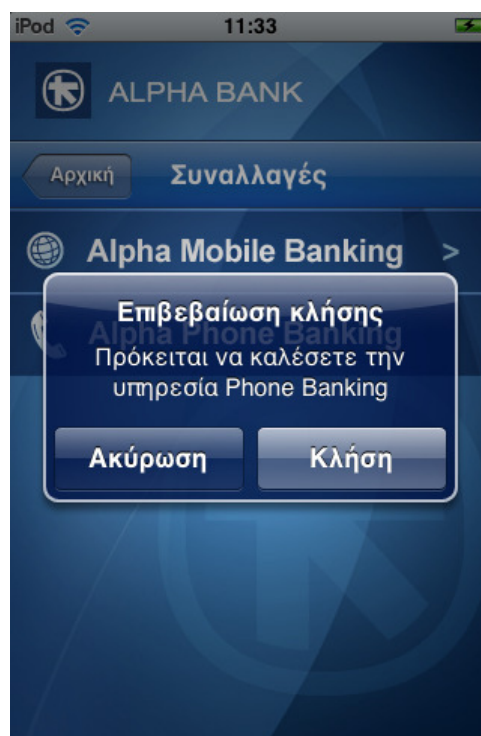 iPod 11:33
ALPHA BANK
Αρχική Συναλλαγές
Alpha Mobile Banking >
Alpha Phone Banking
Επιβεβαίωση κλήσης
Πρόκειται να καλέσετε την
υπηρεσία Phone Banking
Ακύρωση Κλήση